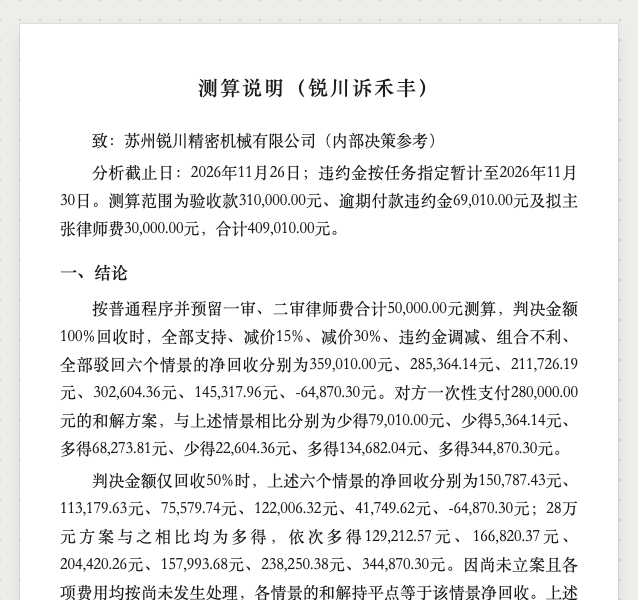 测算说明（锐川诉禾丰）
致：苏州锐川精密机械有限公司（内部决策参考）
分析截止日：2026年11月26日；违约金按任务指定暂计至2026年11月
30日。测算范围为验收款310,000.00元、逾期付款违约金69,010.00元及拟主
张律师费30,000.00元，合计409,010.00元。
一、结论
按普通程序并预留一审、二审律师费合计50,000.00元测算，判决金额
100%回收时，全部支持、减价15%、减价30%、违约金调减、组合不利、
全部驳回六个情景的净回收分别为359,010.00元、285,364.14元、211,726.19
元、302,604.36元、145,317.96元、-64,870.30元。对方一次性支付280,000.00
元的和解方案，与上述情景相比分别为少得79,010.00元、少得5,364.14元、
多得68,273.81元、少得22,604.36元、多得134,682.04元、多得344,870.30元。
判决金额仅回收50%时，上述六个情景的净回收分别为150,787.43元、
113,179.63元、75,579.74元、122,006.32元、41,749.62元、-64,870.30元；28万
元方案与之相比均为多得，依次多得129,212.57元、166,820.37元、
204,420.26元、157,993.68元、238,250.38元、344,870.30元。因尚未立案且各
项费用均按尚未发生处理，各情景的和解持平点等于该情景净回收。上述